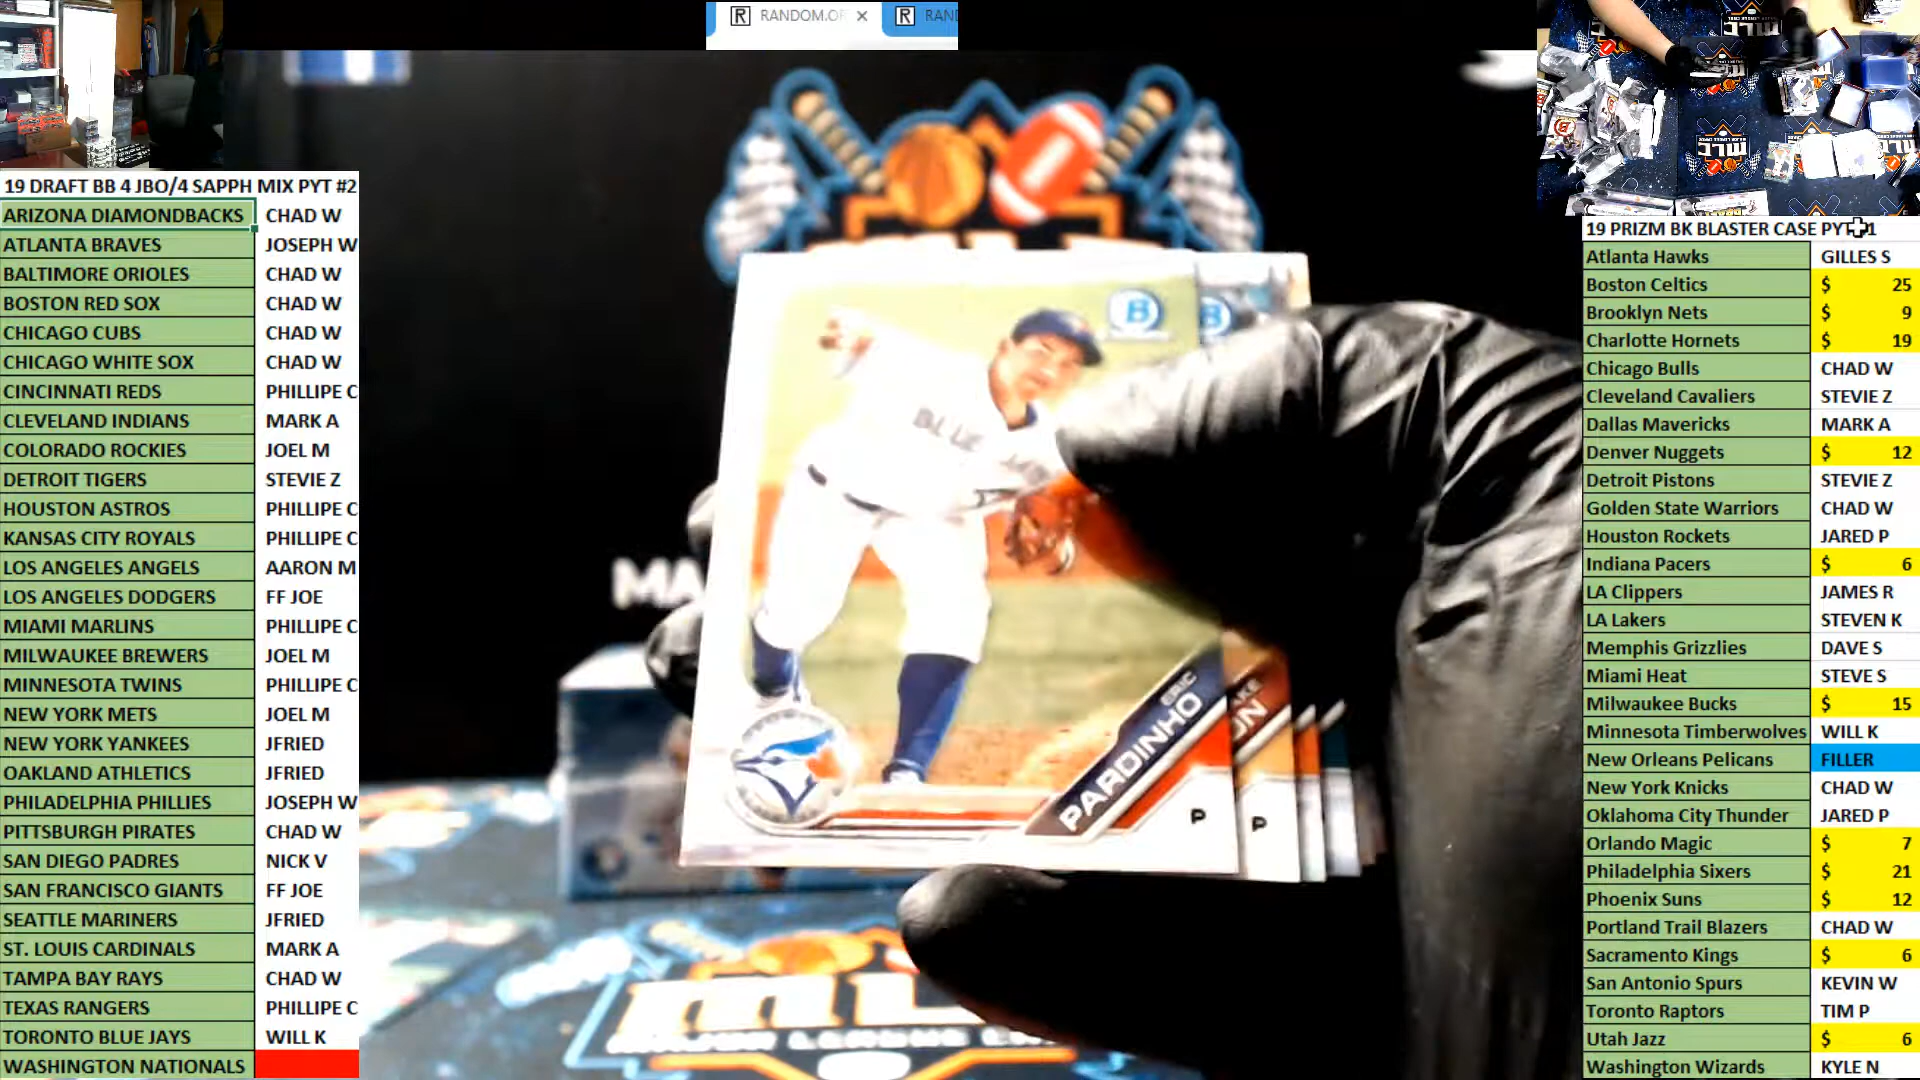 RANDOM.OR
RAND
19 DRAFT BB 4 JBO/4 SAPPH MIX PYT #2
ARIZONA DIAMONDBACKS CHAD W
ATLANTA BRAVES JOSEPH W
BALTIMORE ORIOLES CHAD W
BOSTON RED SOX CHAD W
CHICAGO CUBS CHAD W
CHICAGO WHITE SOX CHAD W
CINCINNATI REDS PHILLIPE C
CLEVELAND INDIANS MARK A
COLORADO ROCKIES JOEL M
DETROIT TIGERS STEVIE Z
HOUSTON ASTROS PHILLIPE C
KANSAS CITY ROYALS PHILLIPE C
LOS ANGELES ANGELS AARON M
LOS ANGELES DODGERS FF JOE
MIAMI MARLINS PHILLIPE C
MILWAUKEE BREWERS JOEL M
MINNESOTA TWINS PHILLIPE C
NEW YORK METS JOEL M
NEW YORK YANKEES JFRIED
OAKLAND ATHLETICS JFRIED
PHILADELPHIA PHILLIES JOSEPH W
PITTSBURGH PIRATES CHAD W
SAN DIEGO PADRES NICK V
SAN FRANCISCO GIANTS FF JOE
SEATTLE MARINERS JFRIED
ST. LOUIS CARDINALS MARK A
TAMPA BAY RAYS CHAD W
TEXAS RANGERS PHILLIPE C
TORONTO BLUE JAYS WILL K
WASHINGTON NATIONALS
B
BLUE
ERIC
PARDINHO
P
P
MA
19 PRIZM BK BLASTER CASE PYT 1
Atlanta Hawks GILLES S
Boston Celtics $ 25
Brooklyn Nets $ 9
Charlotte Hornets $ 19
Chicago Bulls CHAD W
Cleveland Cavaliers STEVIE Z
Dallas Mavericks MARK A
Denver Nuggets $ 12
Detroit Pistons STEVIE Z
Golden State Warriors CHAD W
Houston Rockets JARED P
Indiana Pacers $ 6
LA Clippers JAMES R
LA Lakers STEVEN K
Memphis Grizzlies DAVE S
Miami Heat STEVE S
Milwaukee Bucks $ 15
Minnesota Timberwolves WILL K
New Orleans Pelicans FILLER
New York Knicks CHAD W
Oklahoma City Thunder JARED P
Orlando Magic $ 7
Philadelphia Sixers $ 21
Phoenix Suns $ 12
Portland Trail Blazers CHAD W
Sacramento Kings $ 6
San Antonio Spurs KEVIN W
Toronto Raptors TIM P
Utah Jazz $ 6
Washington Wizards KYLE N